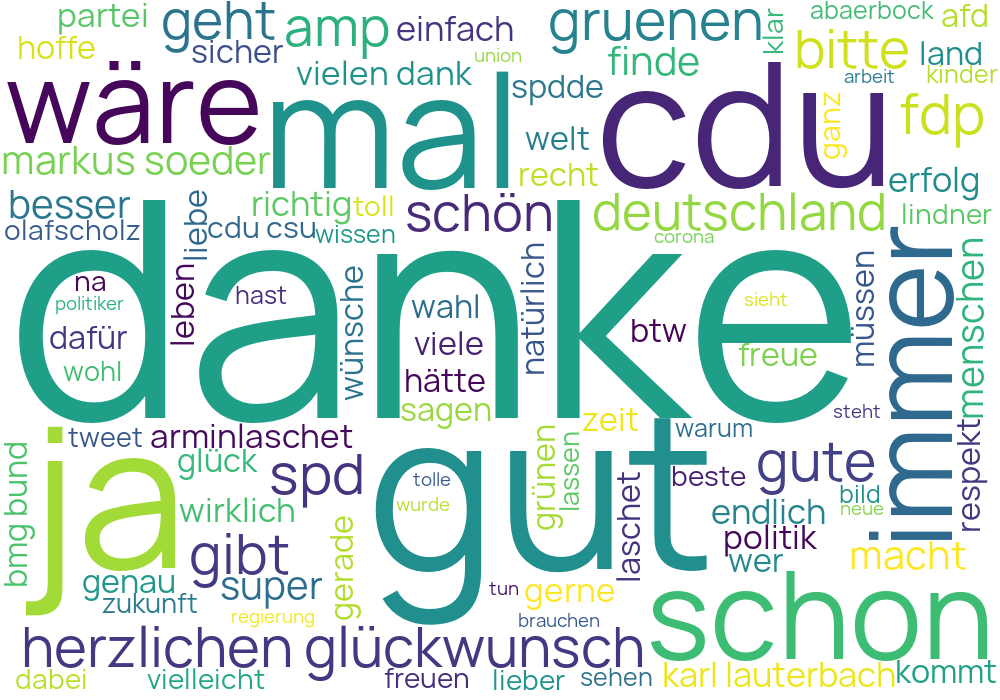 partei geht amp einfach gruenen klar abaerbock afd
hoffe sicher union finde bitte land
vielen dank spdde arbeit kinder
wäre mal welt cdu ganz fdp
markus soeder recht erfolg
besser liebe richtig toll schön deutschland lindner
olafscholz cdu csu wissen corona
danke immer
na leben hast wünsche wahl natürlich btw sieht müssen menschen
politiker
dafür viele freue
wohl hätte
sagen zeit steht
tweet arminlaschet warum
ja glück spd tolle gut grünen lassen laschet beste gute respekt
bmg bund wirklich wurde endlich bild
neue
gibt gerade politik
genau super tun gerne wer macht
zukunft brauchen schon
regierung
herzlichen glückwunsch
dabei vielleicht freuen lieber sehen karl lauterbach kommt